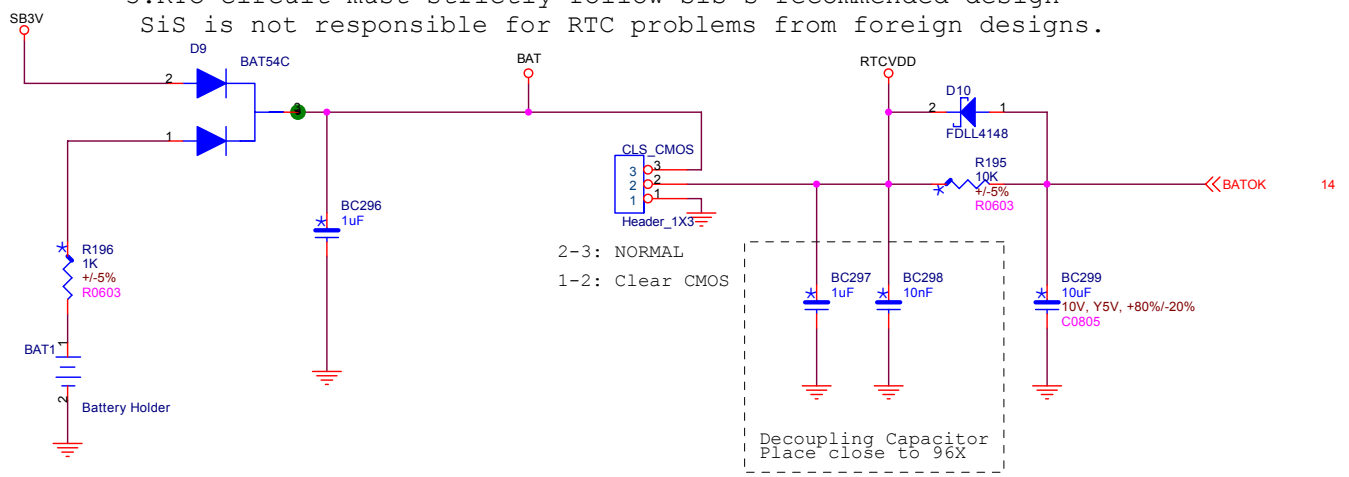 SiS is not responsible for RTC problems from foreign designs.
SB3V
D9
BAT54C
2
1
BAT
RTCVDD
D10
2
1
FDLL4148
CLS_CMOS
3
3
2
2
1
1
Header_1X3
R195
10K
+/-5%
R0603
BATOK
14
BC296
1uF
2-3: NORMAL
1-2: Clear CMOS
R196
1K
+/-5%
R0603
BC297
1uF
BC298
10nF
BC299
10uF
10V, Y5V, +80%/-20%
C0805
BAT1
1
2
Battery Holder
Decoupling Capacitor
Place close to 96X